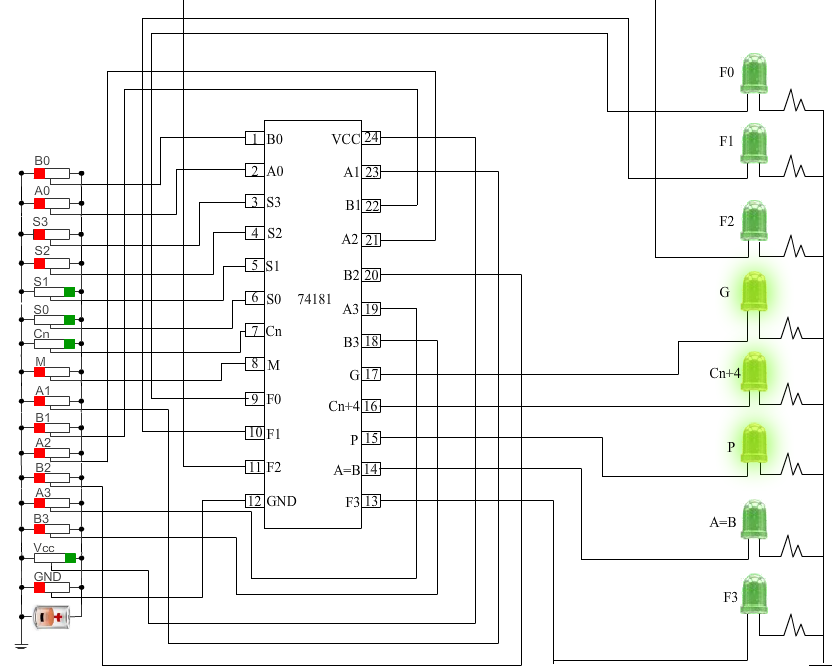 B0
A0
S3
S2
S1
S0
Cn
M
A1
B1
A2
B2
A3
B3
Vcc
GND
1 B0 VCC 24
2 A0 A1 23
3 S3 B1 22
4 S2 A2 21
5 S1 B2 20
6 S0 74181 A3 19
7 Cn B3 18
8 M G 17
9 F0 Cn+4 16
10 F1 P 15
11 F2 A=B 14
12 GND F3 13
F0
F1
F2
G
Cn+4
P
A=B
F3